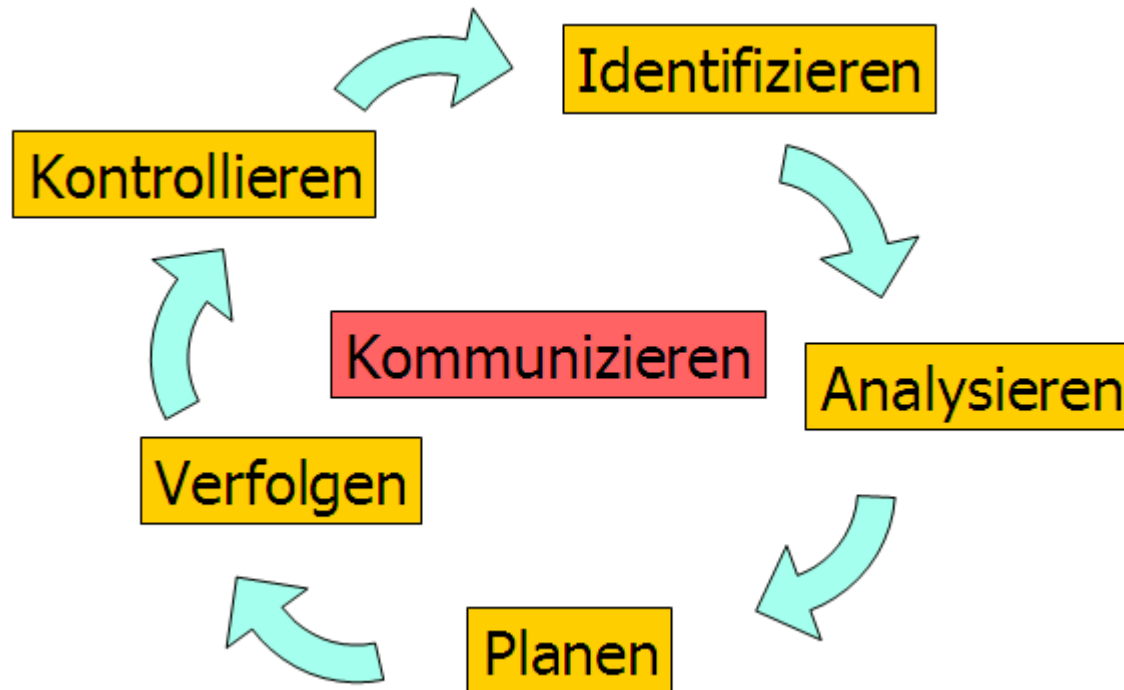 Identifizieren
Kontrollieren
Kommunizieren
Analysieren
Verfolgen
Planen